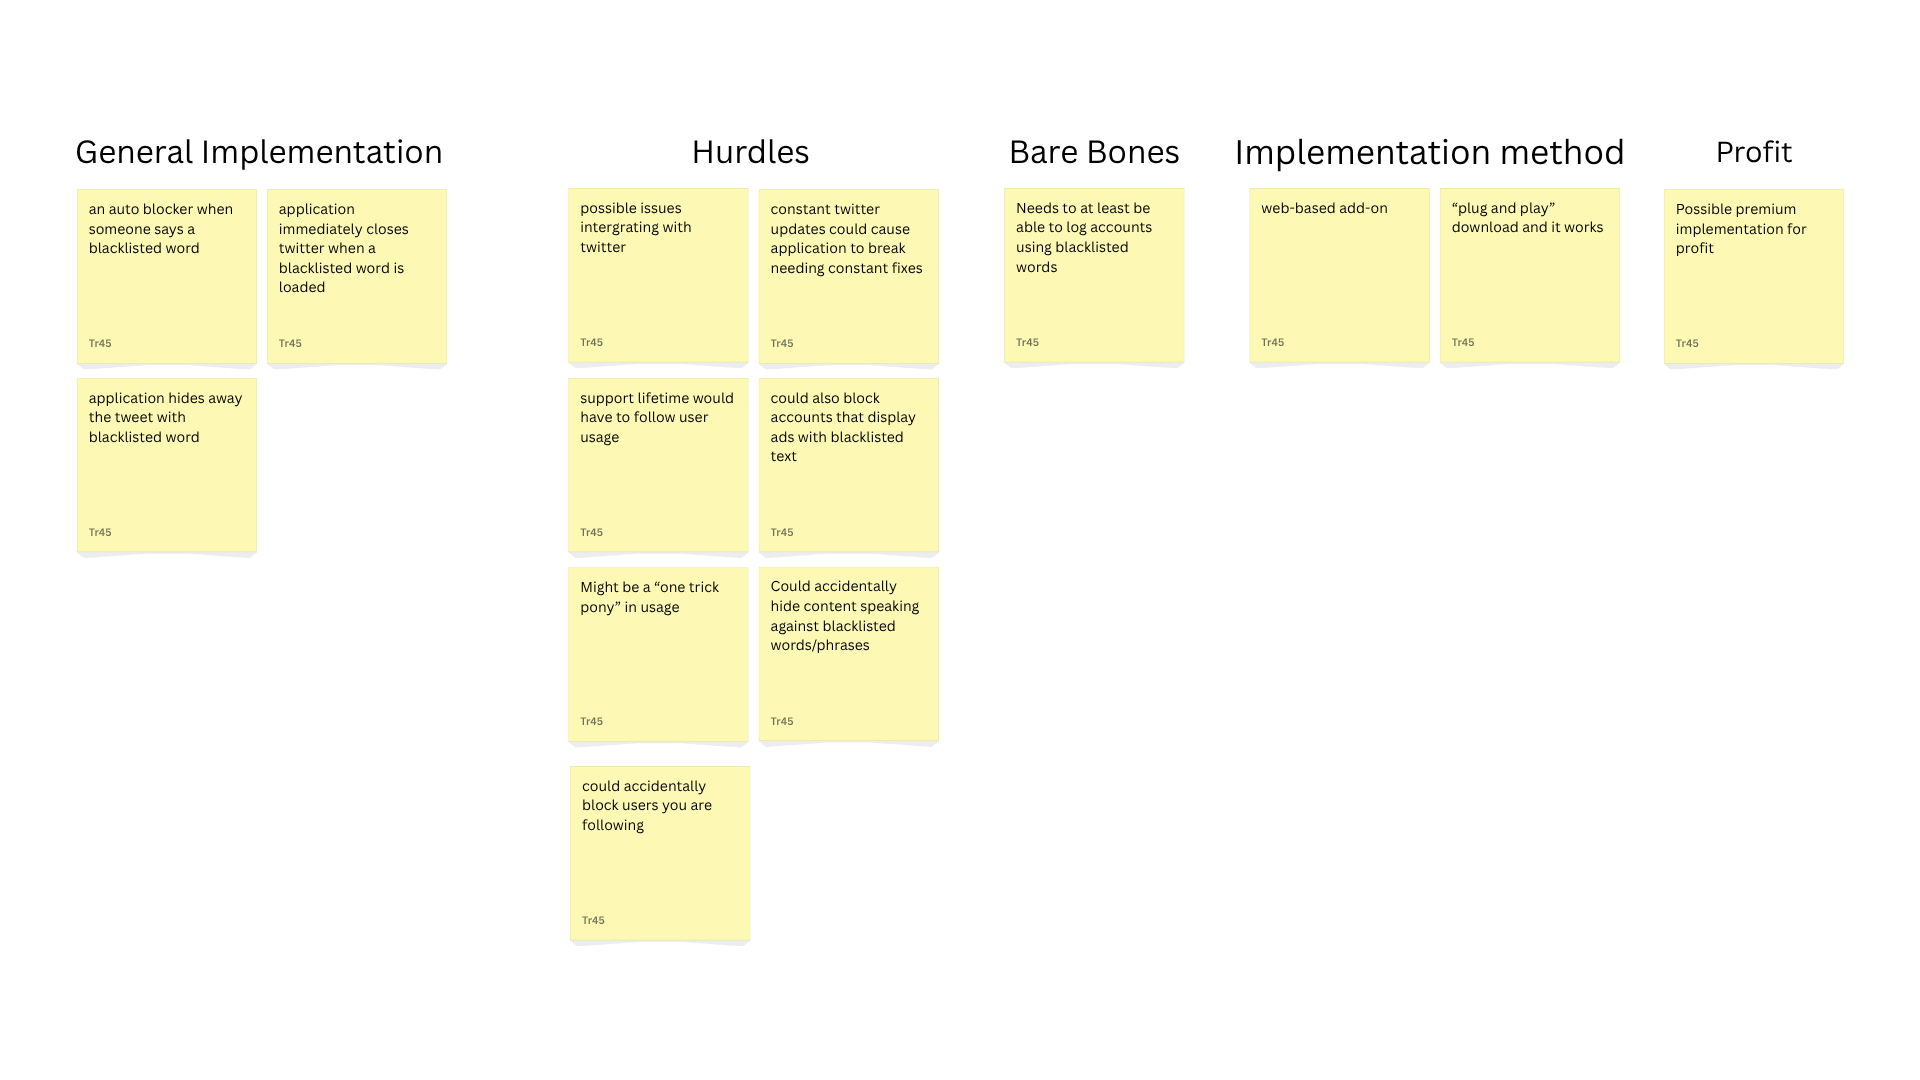 General Implementation
an auto blocker when
someone says a
blacklisted word
Tr45
application
immediately closes
twitter when a
blacklisted word is
loaded
Tr45
application hides away
the tweet with
blacklisted word
Tr45
Hurdles
possible issues
intergrating with
twitter
Tr45
constant twitter
updates could cause
application to break
needing constant fixes
Tr45
support lifetime would
have to follow user
usage
Tr45
could also block
accounts that display
ads with blacklisted
text
Tr45
Might be a “one trick
pony” in usage
Tr45
Could accidentally
hide content speaking
against blacklisted
words/phrases
Tr45
could accidentally
block users you are
following
Tr45
Bare Bones
Needs to at least be
able to log accounts
using blacklisted
words
Tr45
Implementation method
web-based add-on
Tr45
“plug and play”
download and it works
Tr45
Profit
Possible premium
implementation for
profit
Tr45